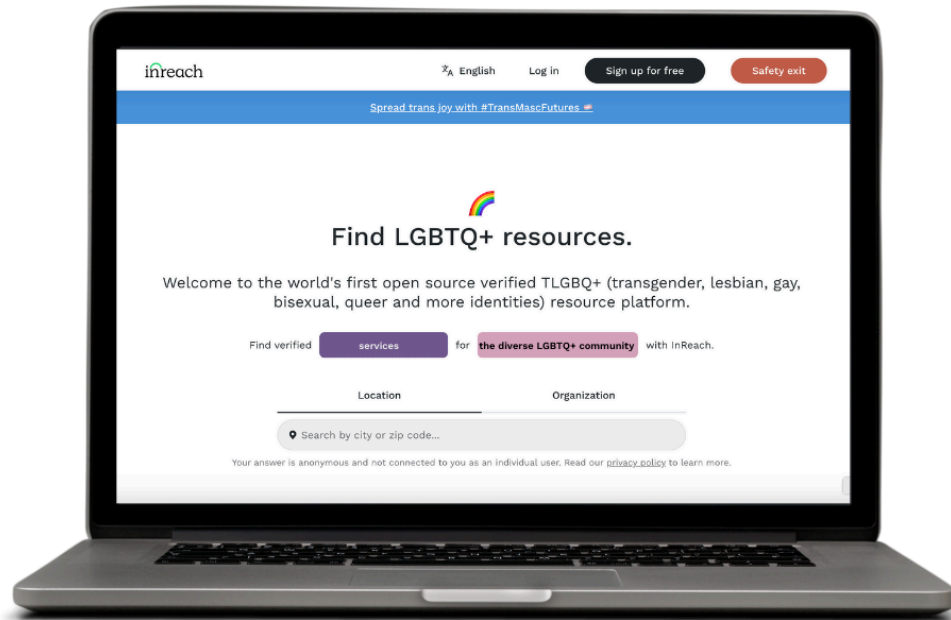 inreach
English
Log in
Sign up for free
Safety exit
Spread trans joy with #TransMascFutures
Find LGBTQ+ resources.
Welcome to the world's first open source verified TLGBQ+ (transgender, lesbian, gay,
bisexual, queer and more identities) resource platform.
Find verified services for the diverse LGBTQ+ community with InReach.
Location
Organization
Search by city or zip code...
Your answer is anonymous and not connected to you as an individual user. Read our privacy policy to learn more.